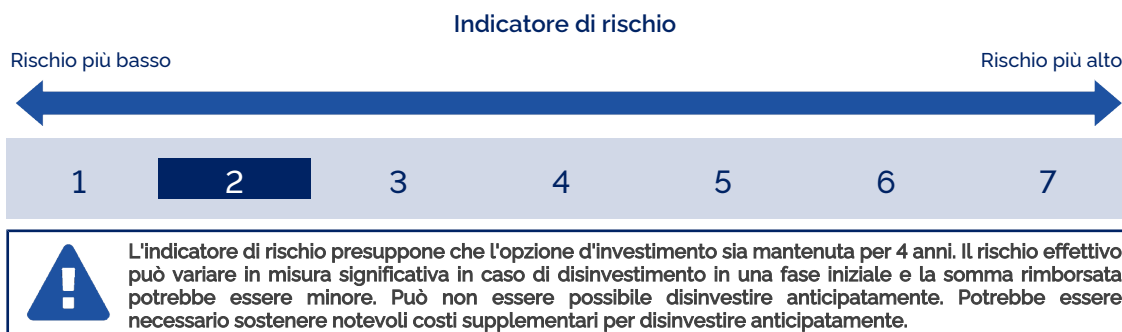 Indicatore di rischio
Rischio più basso Rischio più alto
1 2 3 4 5 6 7
L'indicatore di rischio presuppone che l'opzione d'investimento sia mantenuta per 4 anni. Il rischio effettivo
può variare in misura significativa in caso di disinvestimento in una fase iniziale e la somma rimborsata
potrebbe essere minore. Può non essere possibile disinvestire anticipatamente. Potrebbe essere
necessario sostenere notevoli costi supplementari per disinvestire anticipatamente.